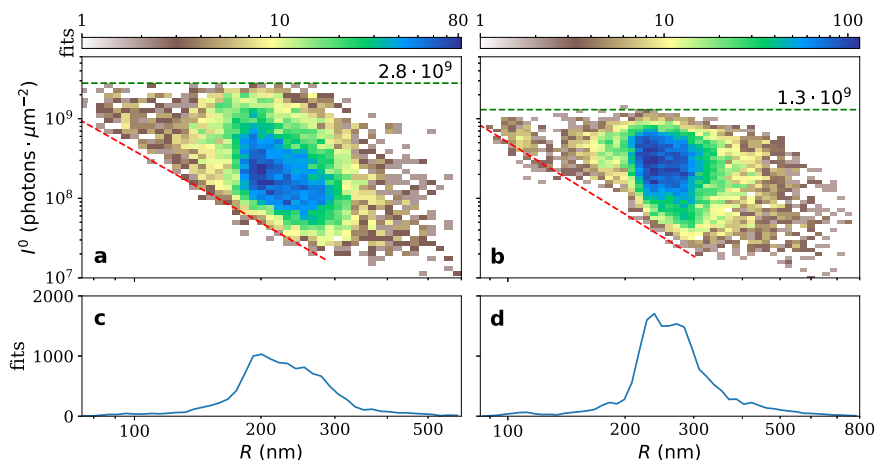 1 10 80
1 10 100
fits
2.8 · 10⁹
1.3 · 10⁹
10⁹
10⁸
10⁷
I⁰ (photons · μm⁻²)
a
b
2000
1000
0
fits
c
d
100 200 300 500
100 200 300 500 800
R (nm)
R (nm)